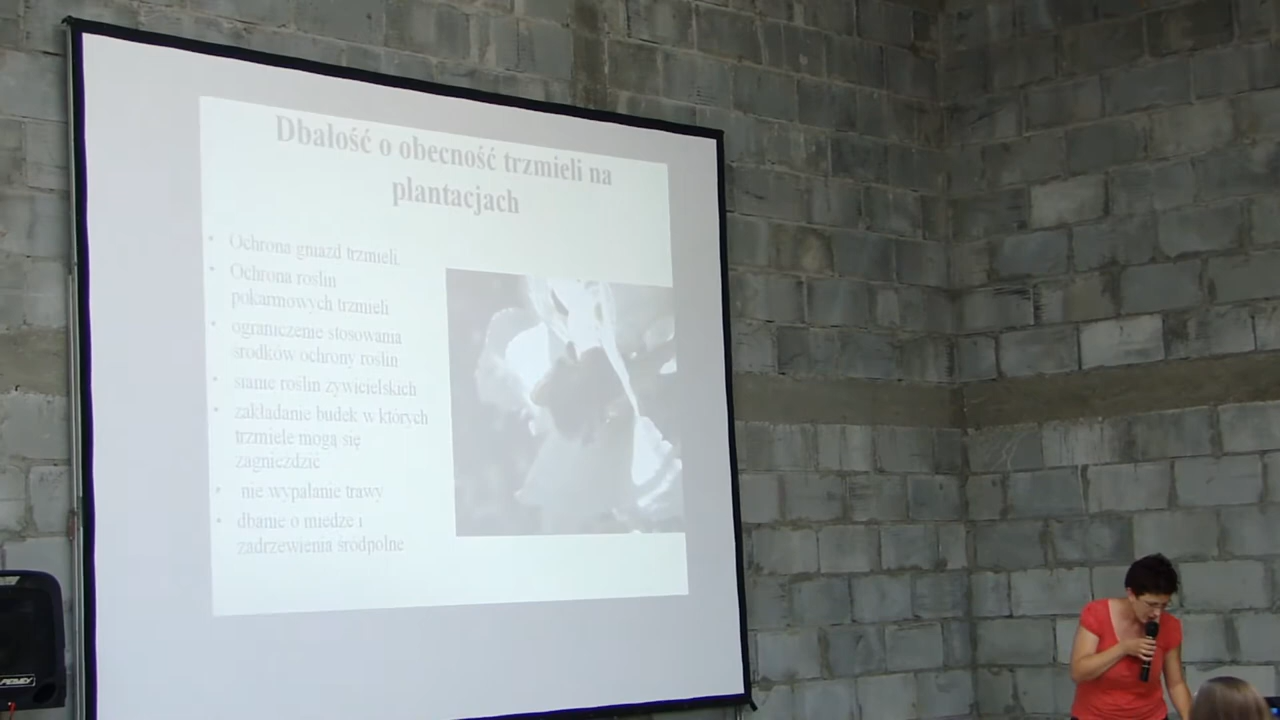 Dbałość o obecność trzmieli na
plantacjach
• Ochrona gniazd trzmieli
• Ochrona roślin
pokarmowych trzmieli
• ograniczenie stosowania
środków ochrony roślin
• sianie roślin żywicielskich
• zakładanie budek w których
trzmiele mogą się
zagnieździć
• nie wypalanie trawy
• dbanie o miedze i
zadrzewienia śródpolne